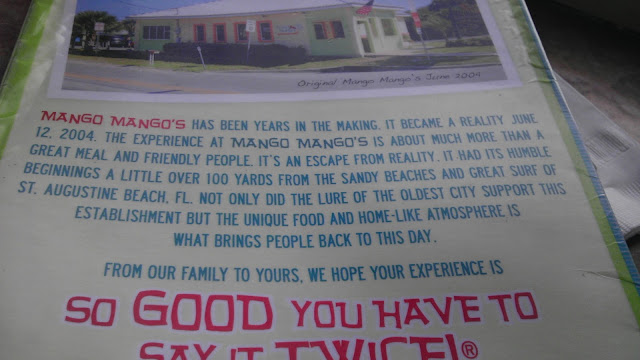 Original Mango Mango's June 2004
MANGO MANGO'S HAS BEEN YEARS IN THE MAKING. IT BECAME A REALITY JUNE
12, 2004. THE EXPERIENCE AT MANGO MANGO'S IS ABOUT MUCH MORE THAN A
GREAT MEAL AND FRIENDLY PEOPLE. IT'S AN ESCAPE FROM REALITY. IT HAD ITS HUMBLE
BEGINNINGS A LITTLE OVER 100 YARDS FROM THE SANDY BEACHES AND GREAT SURF OF
ST. AUGUSTINE BEACH, FL. NOT ONLY DID THE LURE OF THE OLDEST CITY SUPPORT THIS
ESTABLISHMENT BUT THE UNIQUE FOOD AND HOME-LIKE ATMOSPHERE IS
WHAT BRINGS PEOPLE BACK TO THIS DAY.
FROM OUR FAMILY TO YOURS, WE HOPE YOUR EXPERIENCE IS
SO GOOD YOU HAVE TO
SAY IT TWICE!®